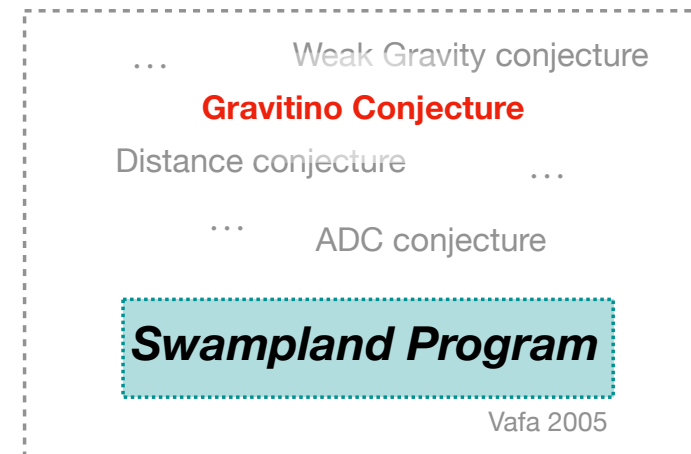 ... Weak Gravity conjecture
Gravitino Conjecture
Distance conjecture ...
... ADC conjecture
Swampland Program
Vafa 2005